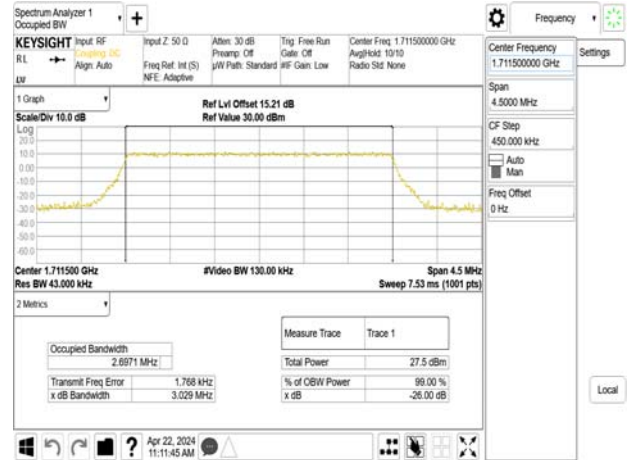 Spectrum Analyzer 1
Occupied BW
+
Frequency
KEYSIGHT
Input: RF
Input Z: 50 Ω
Atten: 30 dB
Trig: Free Run
Center Freq: 1.711500000 GHz
RL
Coupling: DC
Preamp: Off
Gate: Off
Avg|Hold: 10/10
Align: Auto
Freq Ref: Int (S)
µW Path: Standard
#IF Gain: Low
Radio Std: None
NFE: Adaptive
Center Frequency
1.711500000 GHz
Settings
Span
4.5000 MHz
CF Step
450.000 kHz
Auto
Man
Freq Offset
0 Hz
Local
1 Graph
Ref Lvl Offset 15.21 dB
Scale/Div 10.0 dB
Ref Value 30.00 dBm
Log
20.0
10.0
0.00
-10.0
-20.0
-30.0
-40.0
-50.0
-60.0
Center 1.711500 GHz
#Video BW 130.00 kHz
Span 4.5 MHz
Res BW 43.000 kHz
Sweep 7.53 ms (1001 pts)
2 Metrics
Measure Trace
Trace 1
Occupied Bandwidth
2.6971 MHz
Total Power
27.5 dBm
Transmit Freq Error
1.768 kHz
% of OBW Power
99.00 %
x dB Bandwidth
3.029 MHz
x dB
-26.00 dB
?
Apr 22, 2024
11:11:45 AM